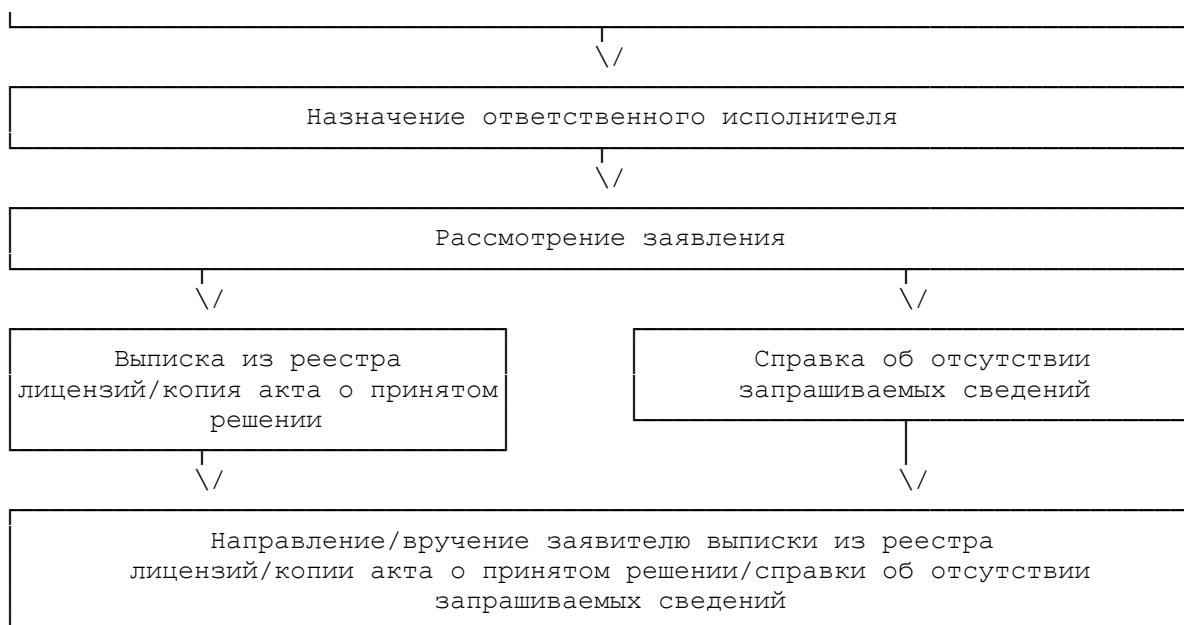 Назначение ответственного исполнителя
Рассмотрение заявления
Выписка из реестра
лицензий/копия акта о принятом
решении
Справка об отсутствии
запрашиваемых сведений
Направление/вручение заявителю выписки из реестра
лицензий/копии акта о принятом решении/справки об отсутствии
запрашиваемых сведений